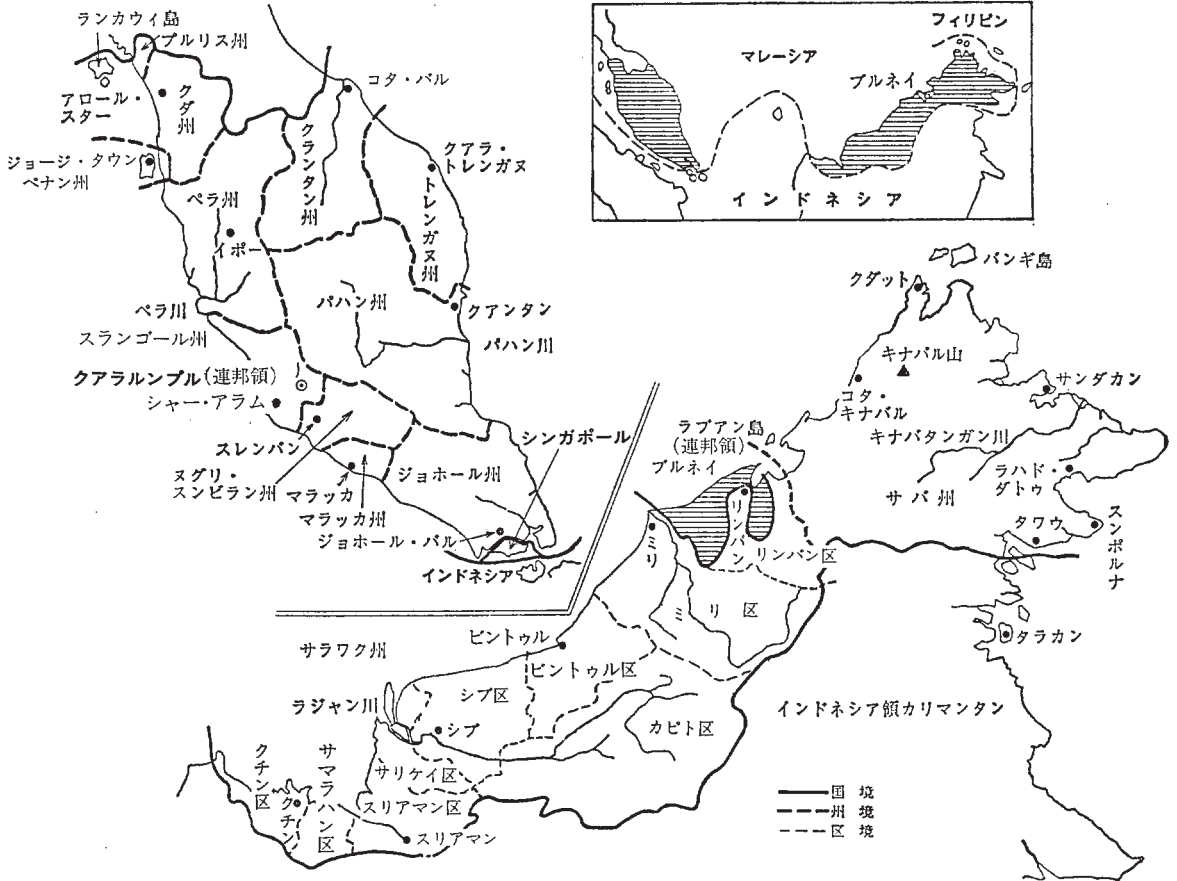 ランカウィ島
プルリス州
アロール・
スター
クダ州
コタ・バル
ジョージ・タウン
ペナン州
クランタン州
クアラ・
トレンガヌ
トレンガヌ州
ペラ州
イポー
パハン州
クアンタン
ペラ川
スランゴール州
パハン川
クアラルンプル(連邦領)
シャー・アラム
スレンバン
ヌグリ・
スンビラン州
マラッカ
マラッカ州
ジョホール州
シンガポール
ジョホール・バル
インドネシア
フィリピン
マレーシア
ブルネイ
インドネシア
バンギ島
クダット
キナバル山
サンダカン
コタ・
キナバル
キナバタンガン川
ラブアン島
(連邦領)
ブルネイ
ラハド・
ダトゥ
サバ州
タワウ
スンポルナ
リンバン
リンバン区
ミリ
ミリ区
タラカン
ビントゥル
サラワク州
ビントゥル区
シブ区
ラジャン川
シブ
カピト区
インドネシア領カリマンタン
サリケイ区
スリアマン区
クチン区
クチン
サマラハン区
スリアマン
国境
州境
区境